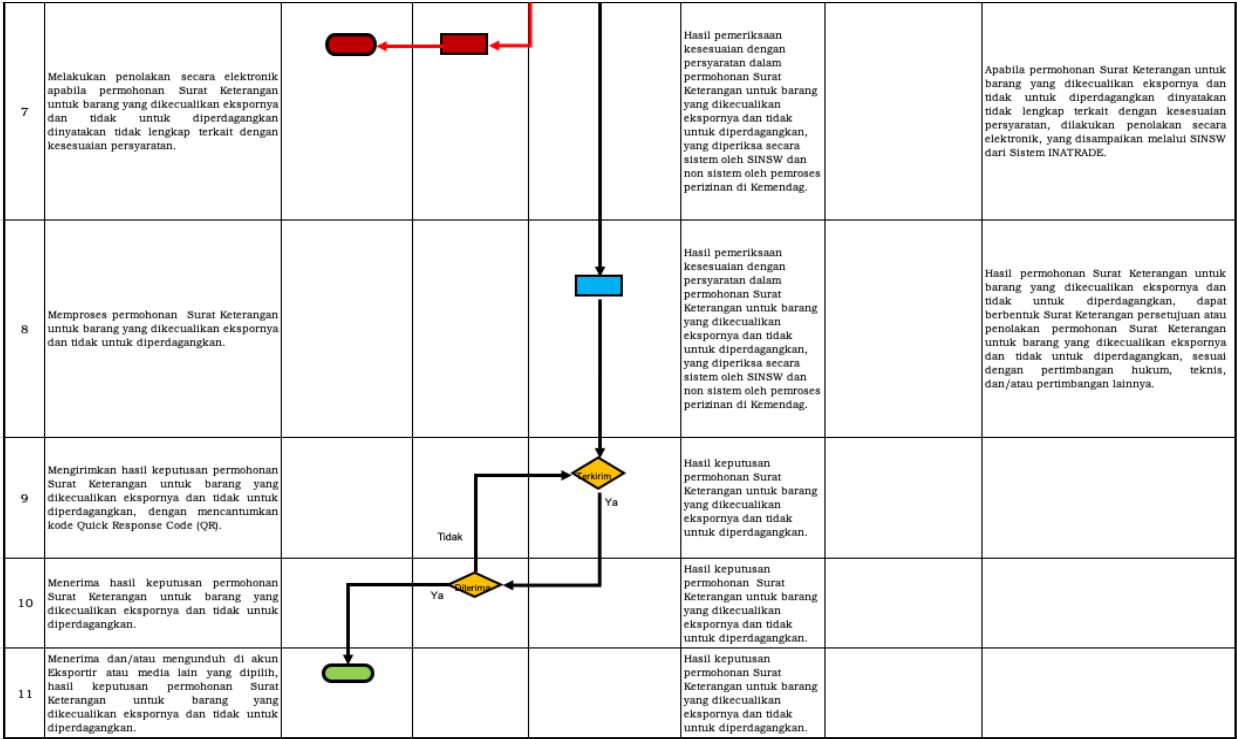 7
Melakukan penolakan secara elektronik
apabila permohonan Surat Keterangan
untuk barang yang dikecualikan ekspornya
dan tidak untuk diperdagangkan
dinyatakan tidak lengkap terkait dengan
kesesuaian persyaratan.
Hasil pemeriksaan
kesesuaian dengan
persyaratan dalam
permohonan Surat
Keterangan untuk barang
yang dikecualikan
ekspornya dan tidak
untuk diperdagangkan,
yang diperiksa secara
sistem oleh SINSW dan
non sistem oleh pemroses
perizinan di Kemendag.
Apabila permohonan Surat Keterangan untuk
barang yang dikecualikan ekspornya dan
tidak untuk diperdagangkan dinyatakan
tidak lengkap terkait dengan kesesuaian
persyaratan, dilakukan penolakan secara
elektronik, yang disampaikan melalui SINSW
dari Sistem INATRADE.
8
Memproses permohonan Surat Keterangan
untuk barang yang dikecualikan ekspornya
dan tidak untuk diperdagangkan.
Hasil pemeriksaan
kesesuaian dengan
persyaratan dalam
permohonan Surat
Keterangan untuk barang
yang dikecualikan
ekspornya dan tidak
untuk diperdagangkan,
yang diperiksa secara
sistem oleh SINSW dan
non sistem oleh pemroses
perizinan di Kemendag.
Hasil permohonan Surat Keterangan untuk
barang yang dikecualikan ekspornya dan
tidak untuk diperdagangkan, dapat
berbentuk Surat Keterangan persetujuan atau
penolakan permohonan Surat Keterangan
untuk barang yang dikecualikan ekspornya
dan tidak untuk diperdagangkan, sesuai
dengan pertimbangan hukum, teknis,
dan/atau pertimbangan lainnya.
9
Mengirimkan hasil keputusan permohonan
Surat Keterangan untuk barang yang
dikecualikan ekspornya dan tidak untuk
diperdagangkan, dengan mencantumkan
kode Quick Response Code (QR).
Terkirim
Ya
Tidak
Hasil keputusan
permohonan Surat
Keterangan untuk barang
yang dikecualikan
ekspornya dan tidak
untuk diperdagangkan.
10
Menerima hasil keputusan permohonan
Surat Keterangan untuk barang yang
dikecualikan ekspornya dan tidak untuk
diperdagangkan.
Ya
Diterima
Hasil keputusan
permohonan Surat
Keterangan untuk barang
yang dikecualikan
ekspornya dan tidak
untuk diperdagangkan.
11
Menerima dan/atau mengunduh di akun
Eksportir atau media lain yang dipilih,
hasil keputusan permohonan Surat
Keterangan untuk barang yang
dikecualikan ekspornya dan tidak untuk
diperdagangkan.
Hasil keputusan
permohonan Surat
Keterangan untuk barang
yang dikecualikan
ekspornya dan tidak
untuk diperdagangkan.